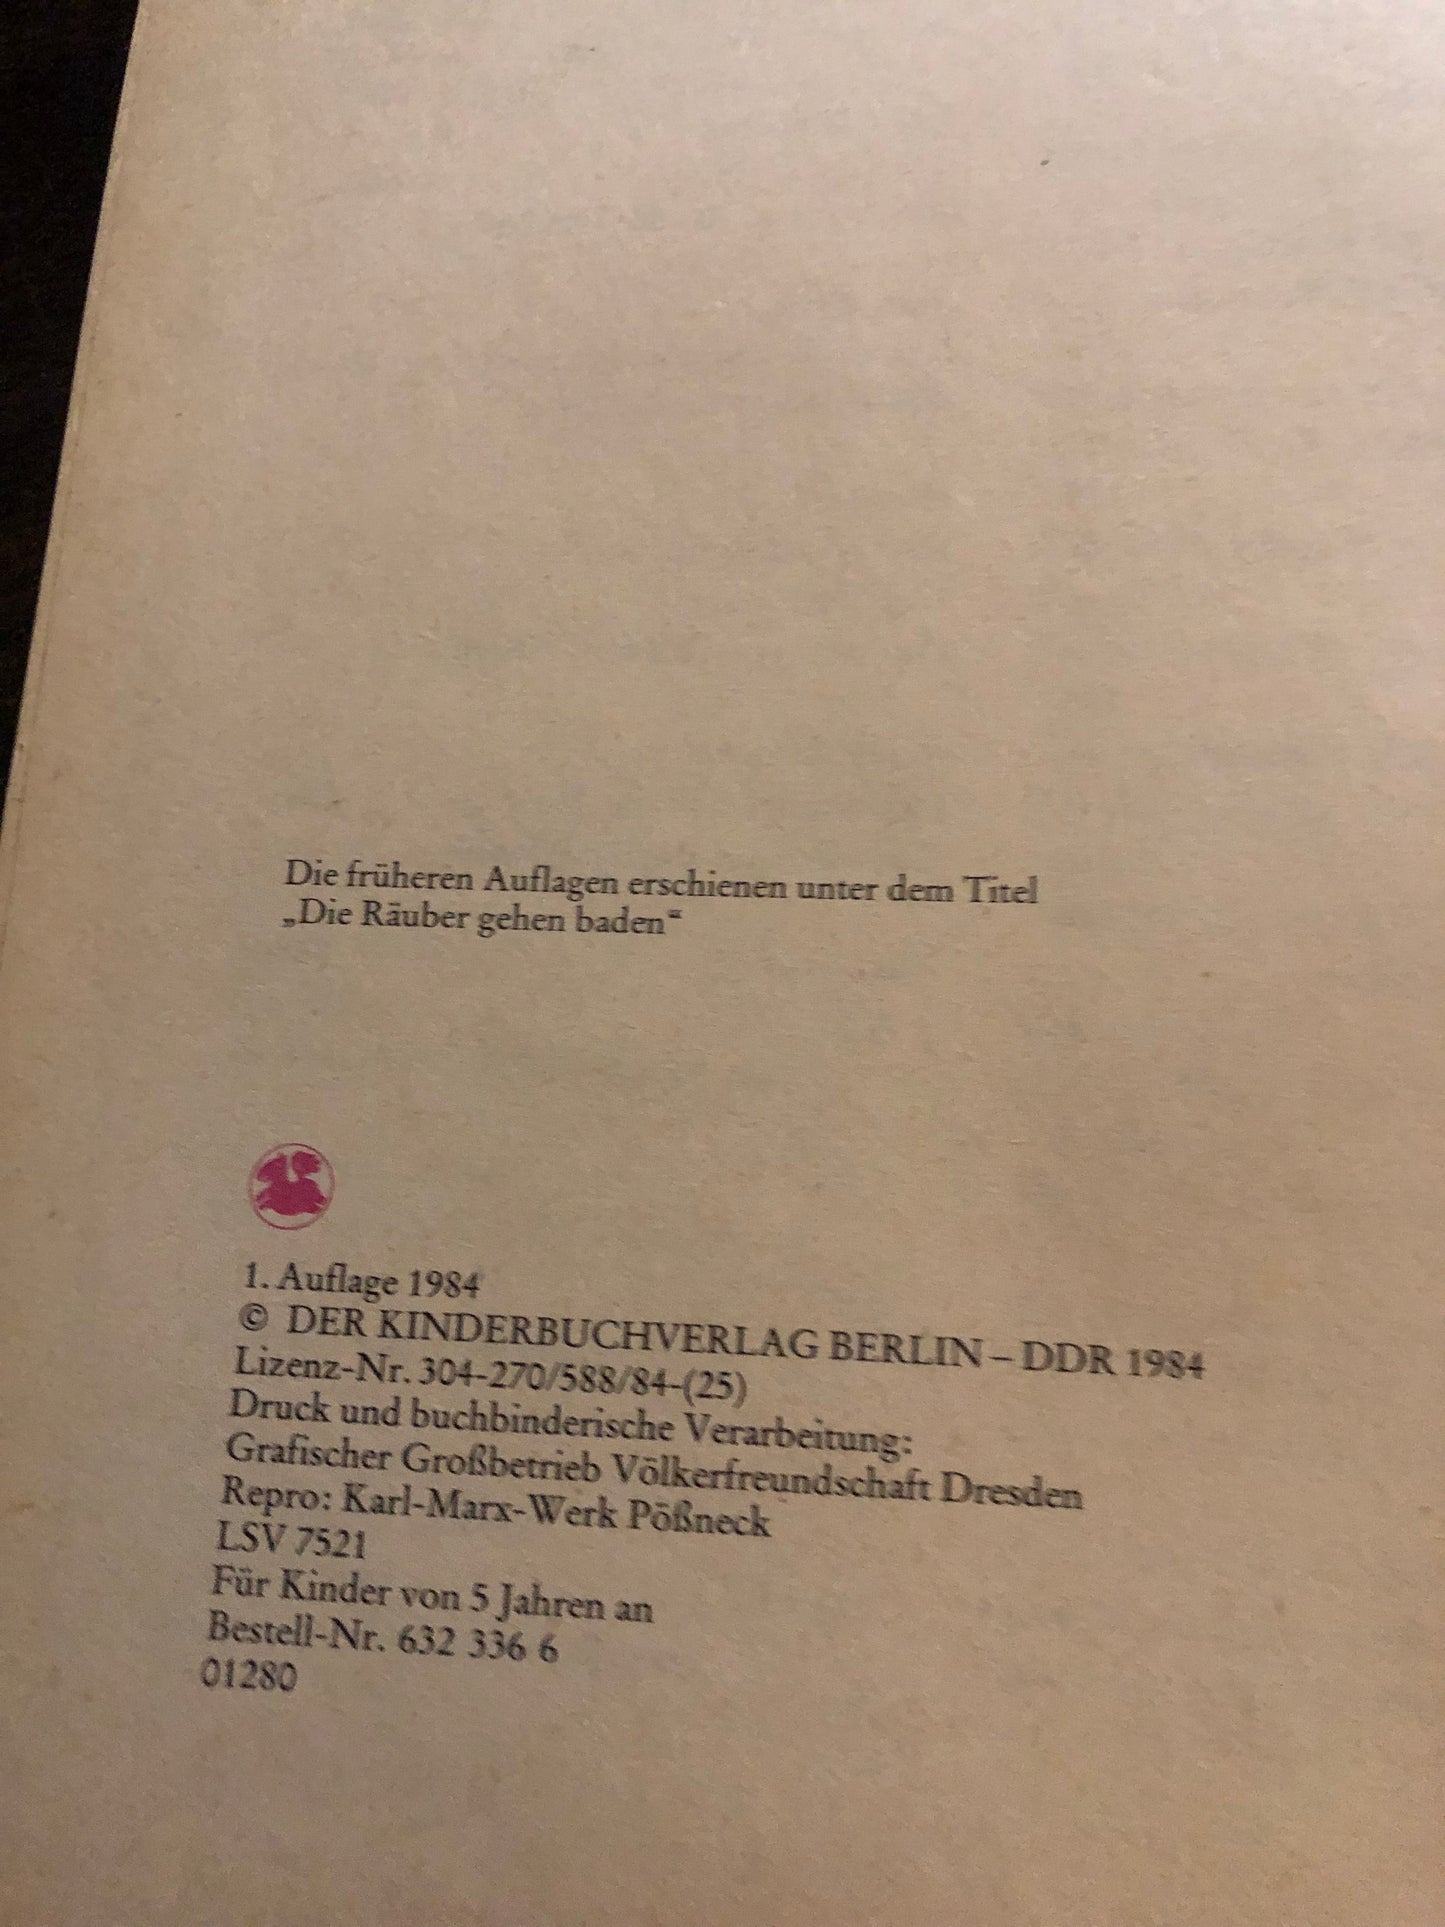 Die früheren Auflagen erschienen unter dem Titel
„Die Räuber gehen baden“
1. Auflage 1984
© DER KINDERBUCHVERLAG BERLIN – DDR 1984
Lizenz-Nr. 304-270/588/84-(25)
Druck und buchbinderische Verarbeitung:
Grafischer Großbetrieb Völkerfreundschaft Dresden
Repro: Karl-Marx-Werk Pößneck
LSV 7521
Für Kinder von 5 Jahren an
Bestell-Nr. 632 336 6
01280